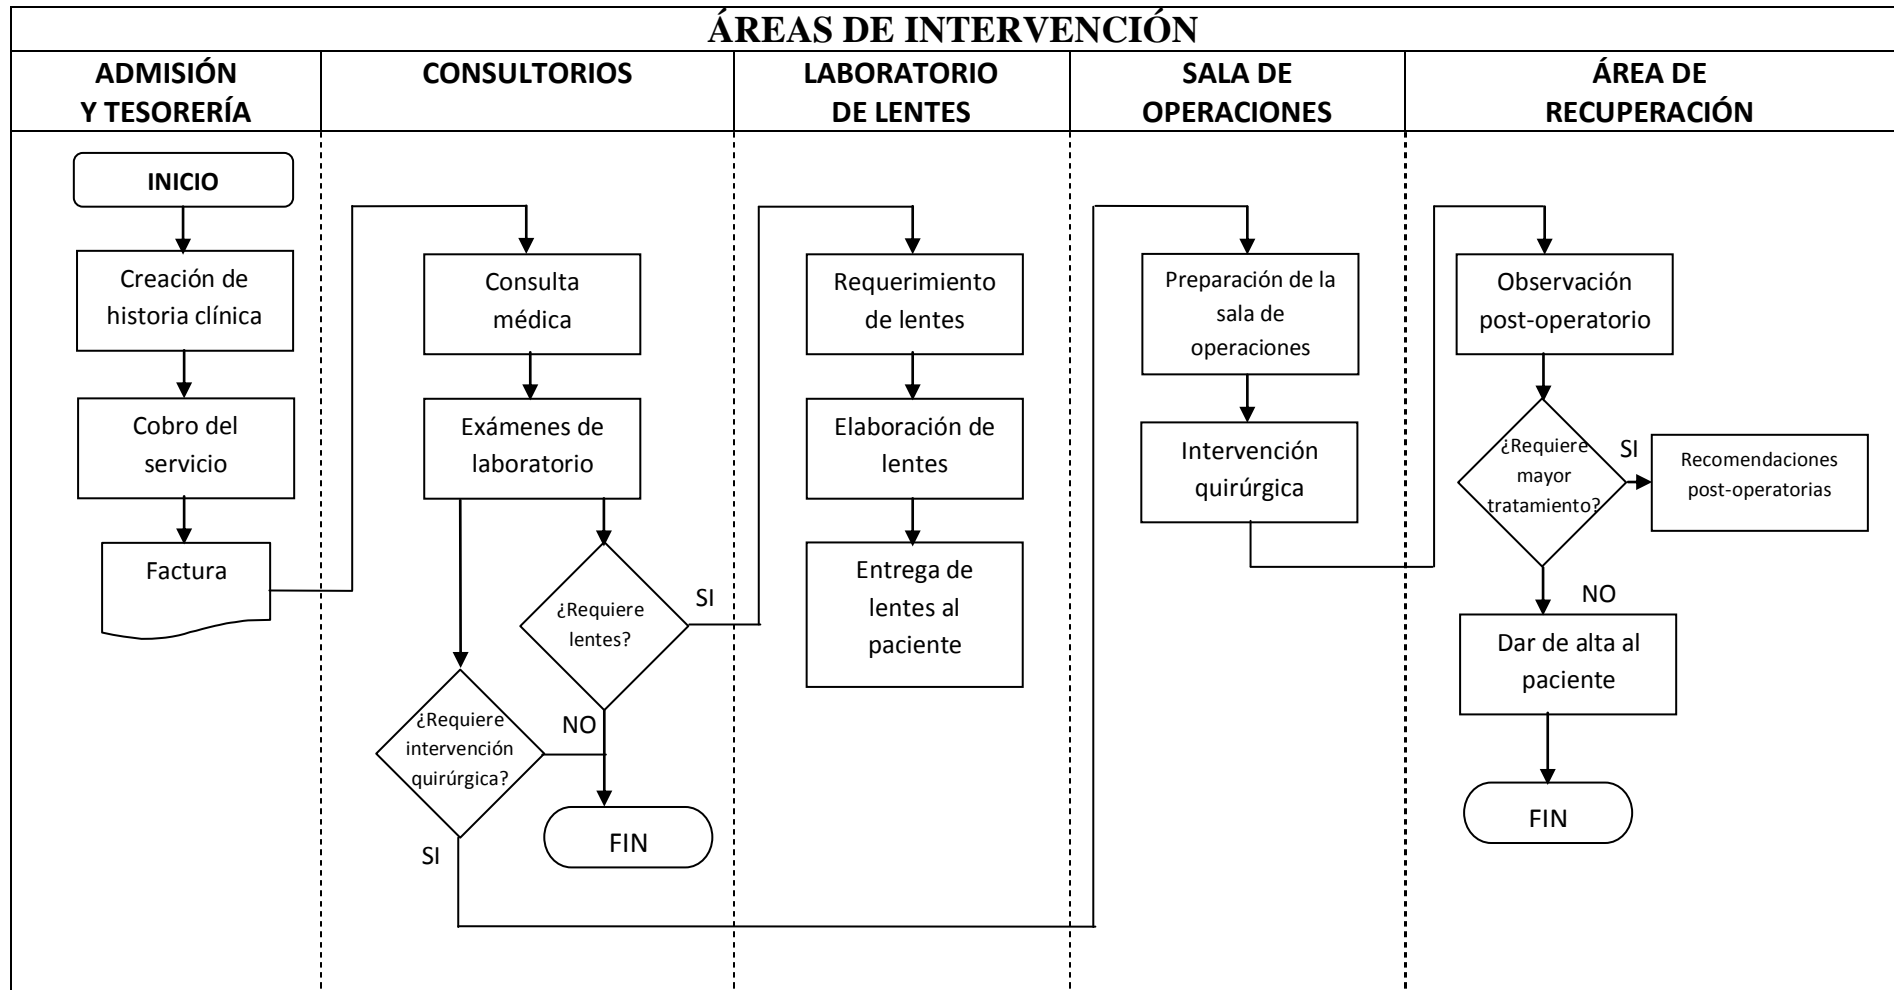 ÁREAS DE INTERVENCIÓN
ADMISIÓN
Y TESORERÍA
CONSULTORIOS
LABORATORIO
DE LENTES
SALA DE
OPERACIONES
ÁREA DE
RECUPERACIÓN
INICIO
Creación de
historia clínica
Cobro del
servicio
Factura
Consulta
médica
Exámenes de
laboratorio
¿Requiere
lentes?
SI
NO
¿Requiere
intervención
quirúrgica?
SI
FIN
Requerimiento
de lentes
Elaboración de
lentes
Entrega de
lentes al
paciente
Preparación de la
sala de
operaciones
Intervención
quirúrgica
Observación
post-operatorio
¿Requiere
mayor
tratamiento?
SI
Recomendaciones
post-operatorias
NO
Dar de alta al
paciente
FIN